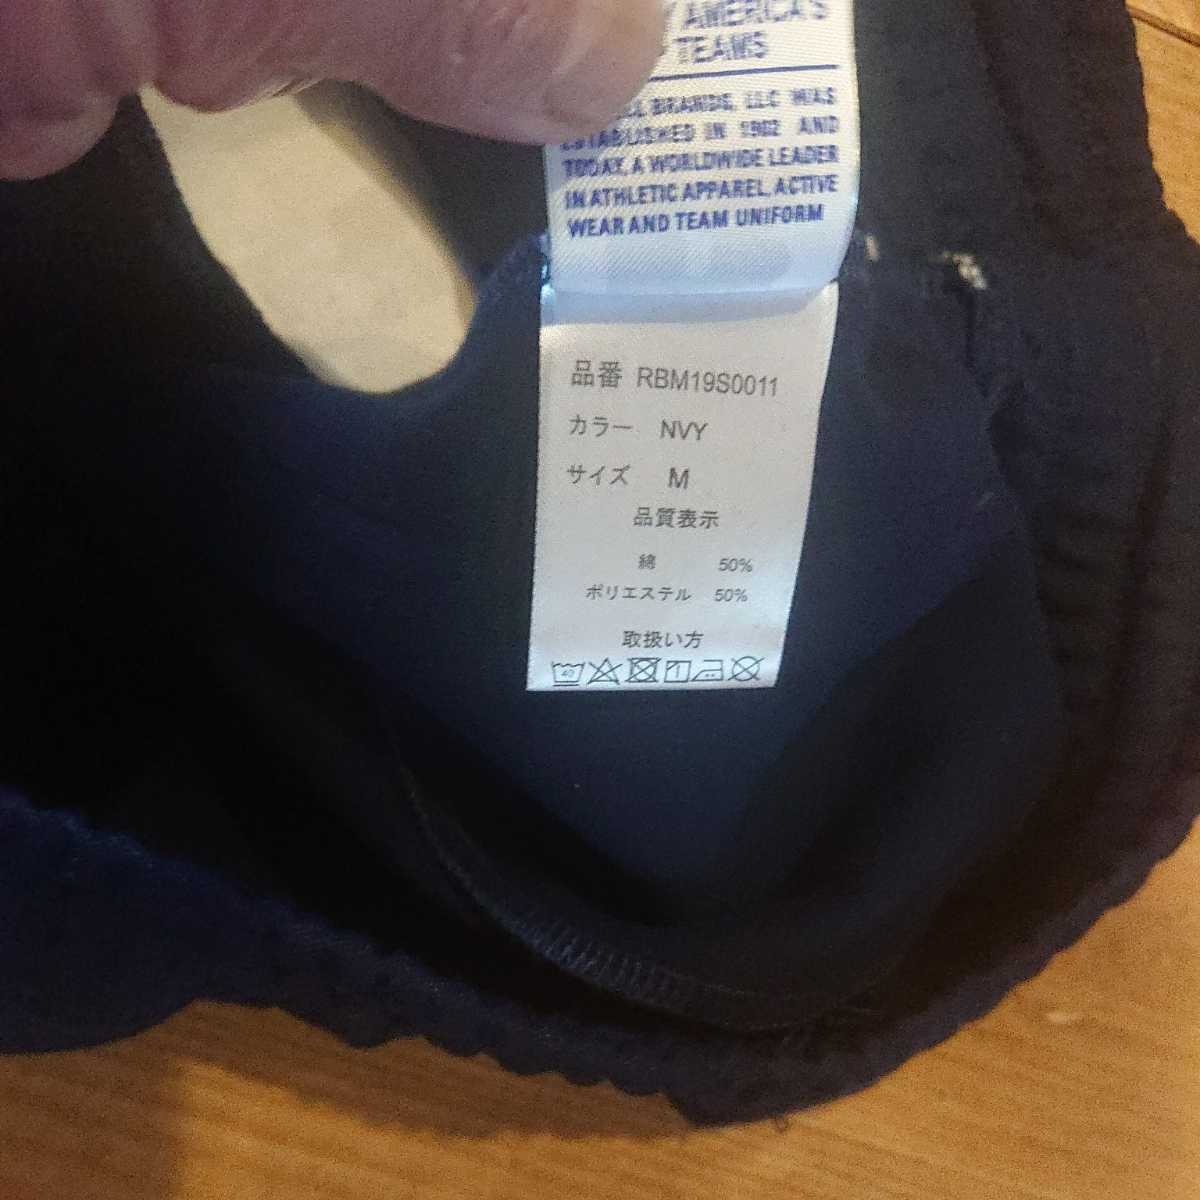 AMERICA'S
TEAMS
BRANDS, LLC WAS
ESTABLISHED IN 1902 AND
TODAY, A WORLDWIDE LEADER
IN ATHLETIC APPAREL, ACTIVE
WEAR AND TEAM UNIFORM
品番 RBM19S0011
カラー NVY
サイズ M
品質表示
綿 50%
ポリエステル 50%
取扱い方
40